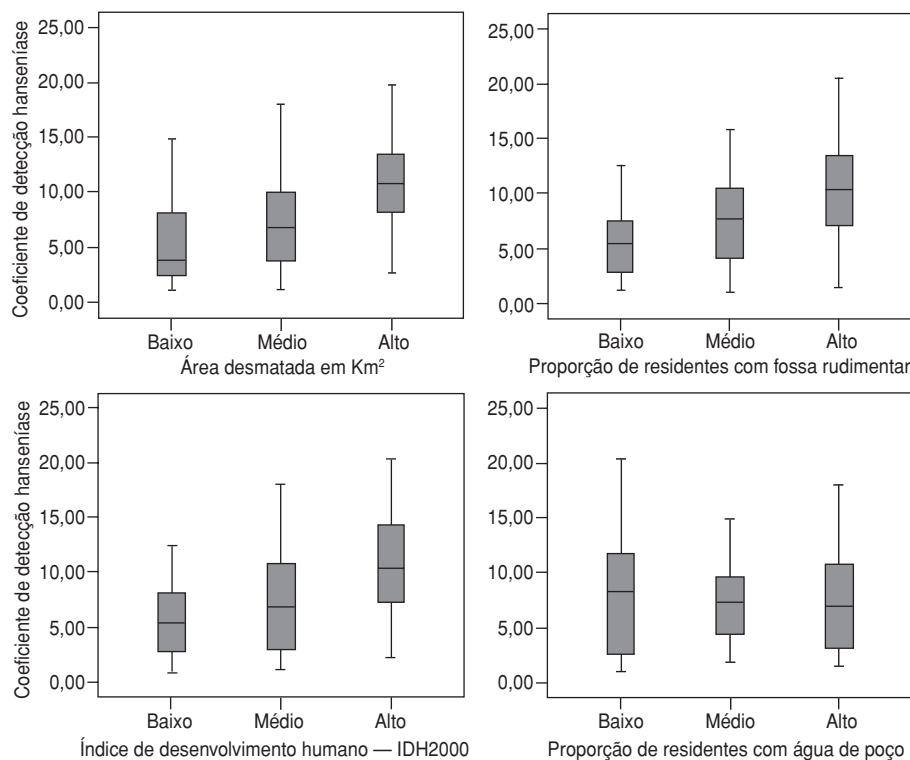 Coeficiente de detecção hanseníase
25,00
20,00
15,00
10,00
5,00
0,00
Baixo Médio Alto
Área desmatada em Km²
25,00
20,00
15,00
10,00
5,00
0,00
Baixo Médio Alto
Proporção de residentes com fossa rudimentar
Coeficiente de detecção hanseníase
25,00
20,00
15,00
10,00
5,00
0,00
Baixo Médio Alto
Índice de desenvolvimento humano — IDH2000
25,00
20,00
15,00
10,00
5,00
0,00
Baixo Médio Alto
Proporção de residentes com água de poço